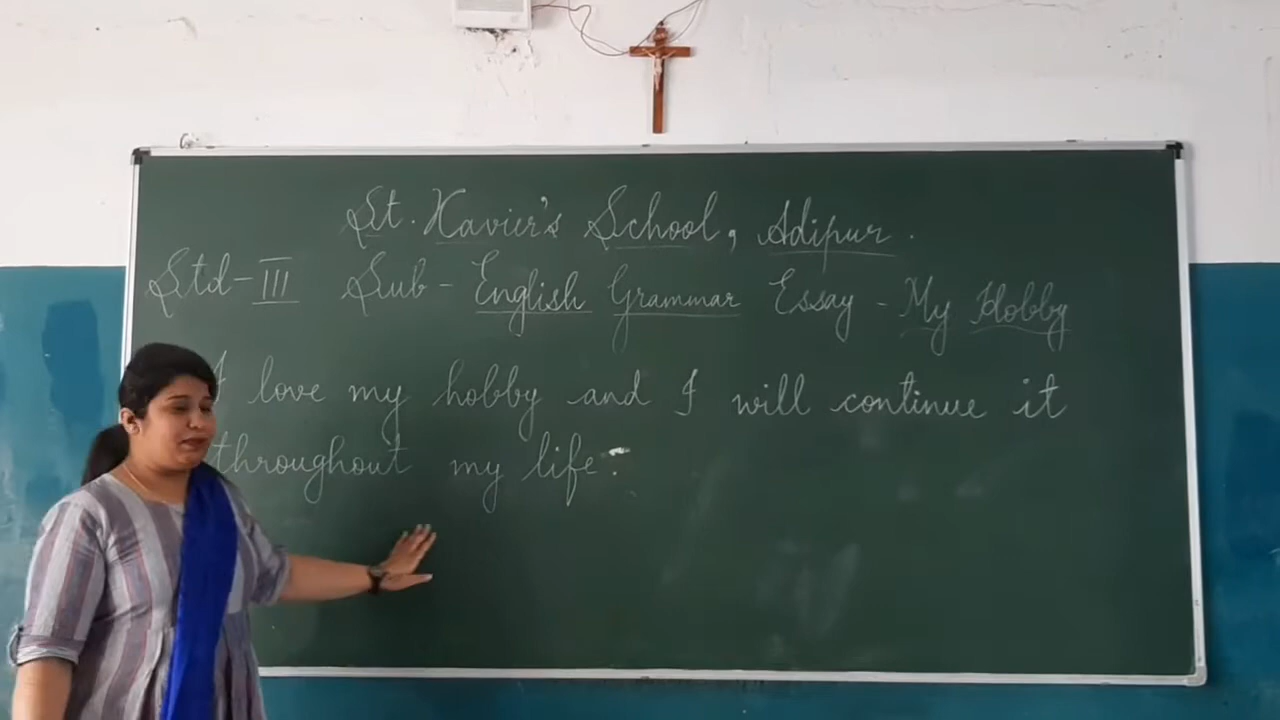 St. Xavier's School, Adipur.
Std-III Sub - English Grammar Essay - My Hobby
I love my hobby and I will continue it
throughout my life.